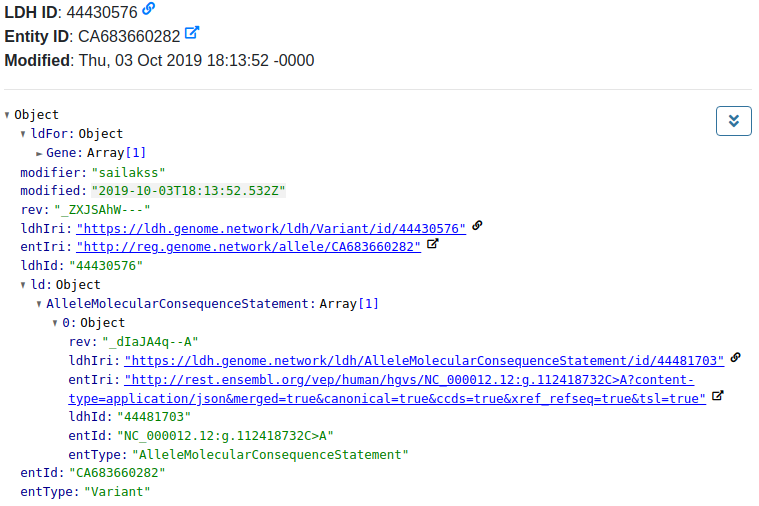 LDH ID: 44430576
Entity ID: CA683660282
Modified: Thu, 03 Oct 2019 18:13:52 -0000
Object
ldFor: Object
Gene: Array[1]
modifier: "sailakss"
modified: "2019-10-03T18:13:52.532Z"
rev: "_ZXJSAhW---"
ldhIri: "https://ldh.genome.network/ldh/Variant/id/44430576"
entIri: "http://reg.genome.network/allele/CA683660282"
ldhId: "44430576"
ld: Object
AlleleMolecularConsequenceStatement: Array[1]
0: Object
rev: "_dIaJA4q--A"
ldhIri: "https://ldh.genome.network/ldh/AlleleMolecularConsequenceStatement/id/44481703"
entIri: "http://rest.ensembl.org/vep/human/hgvs/NC_000012.12:g.112418732C>A?content-
type=application/json&merged=true&canonical=true&ccds=true&xref_refseq=true&tsl=true"
ldhId: "44481703"
entId: "NC_000012.12:g.112418732C>A"
entType: "AlleleMolecularConsequenceStatement"
entId: "CA683660282"
entType: "Variant"